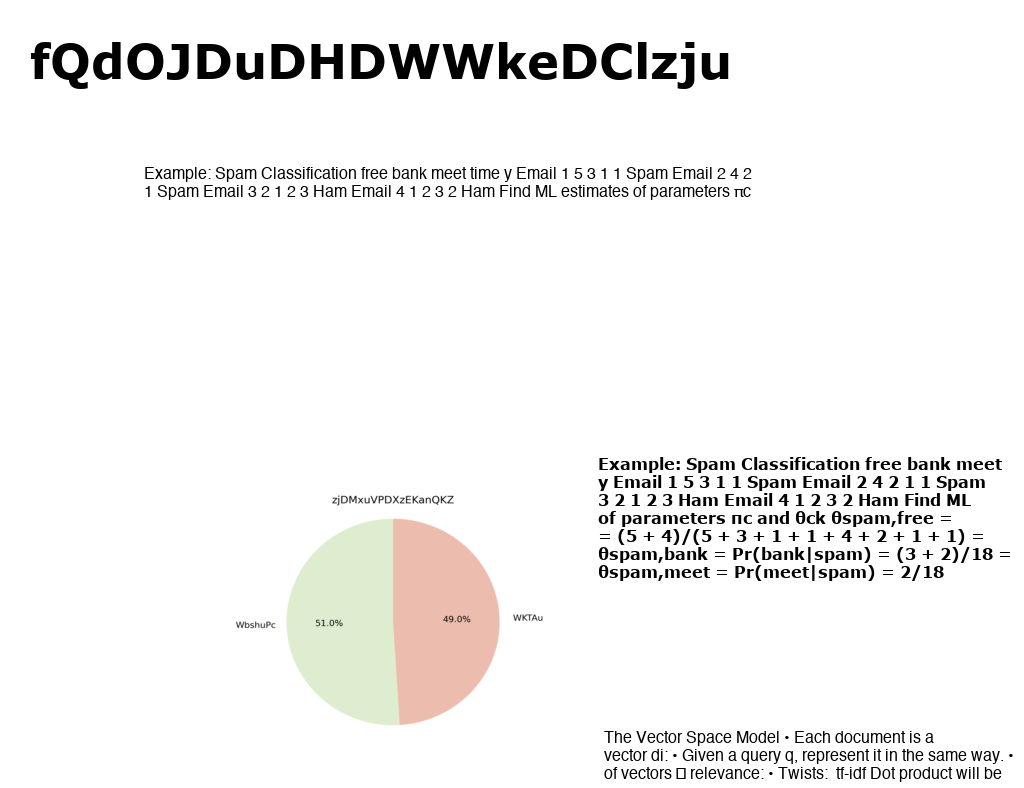 fQdOJDuDHDWWkeDClzju
Example: Spam Classification free bank meet time y Email 1 5 3 1 1 Spam Email 2 4 2
1 Spam Email 3 2 1 2 3 Ham Email 4 1 2 3 2 Ham Find ML estimates of parameters πc
Example: Spam Classification free bank meet
y Email 1 5 3 1 1 Spam Email 2 4 2 1 1 Spam
3 2 1 2 3 Ham Email 4 1 2 3 2 Ham Find ML
of parameters πc and θck θspam,free =
= (5 + 4)/(5 + 3 + 1 + 1 + 4 + 2 + 1 + 1) =
θspam,bank = Pr(bank|spam) = (3 + 2)/18 =
θspam,meet = Pr(meet|spam) = 2/18
zjDMxuVPDXzEKanQKZ
WbshuPc
51.0%
49.0%
WKTAu
The Vector Space Model • Each document is a
vector di: • Given a query q, represent it in the same way. •
of vectors □ relevance: • Twists: tf-idf Dot product will be